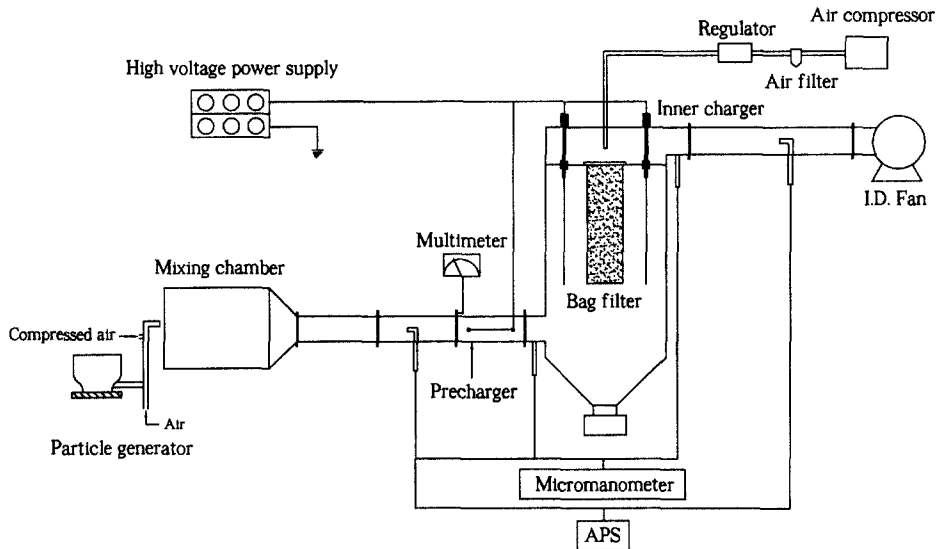 Air compressor
Regulator
Air filter
High voltage power supply
Inner charger
I.D. Fan
Multimeter
Mixing chamber
Bag filter
Compressed air
Precharger
Air
Particle generator
Micromanometer
APS